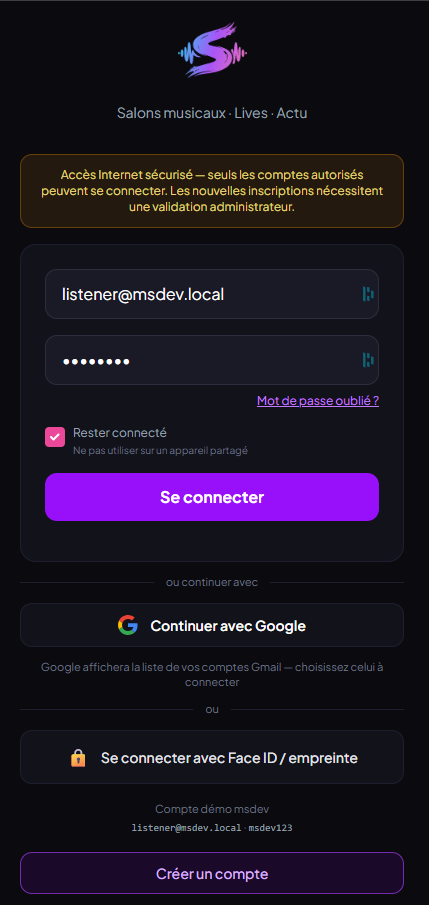 Salons musicaux · Lives · Actu
Accès Internet sécurisé — seuls les comptes autorisés
peuvent se connecter. Les nouvelles inscriptions nécessitent
une validation administrateur.
listener@msdev.local
••••••••
Mot de passe oublié ?
Rester connecté
Ne pas utiliser sur un appareil partagé
Se connecter
ou continuer avec
Continuer avec Google
Google affichera la liste de vos comptes Gmail — choisissez celui à
connecter
ou
Se connecter avec Face ID / empreinte
Compte démo msdev
listener@msdev.local · msdev123
Créer un compte